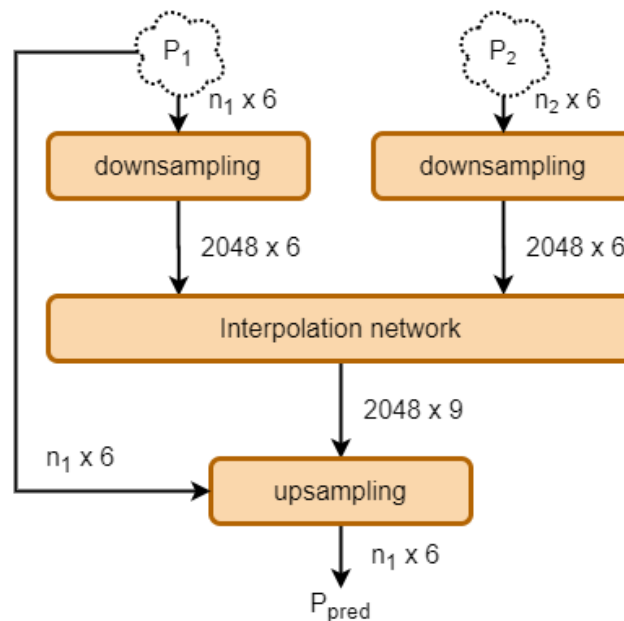 P₁ P₂
n₁ x 6 n₂ x 6
downsampling downsampling
2048 x 6 2048 x 6
Interpolation network
2048 x 9
n₁ x 6
upsampling
n₁ x 6
Ppred